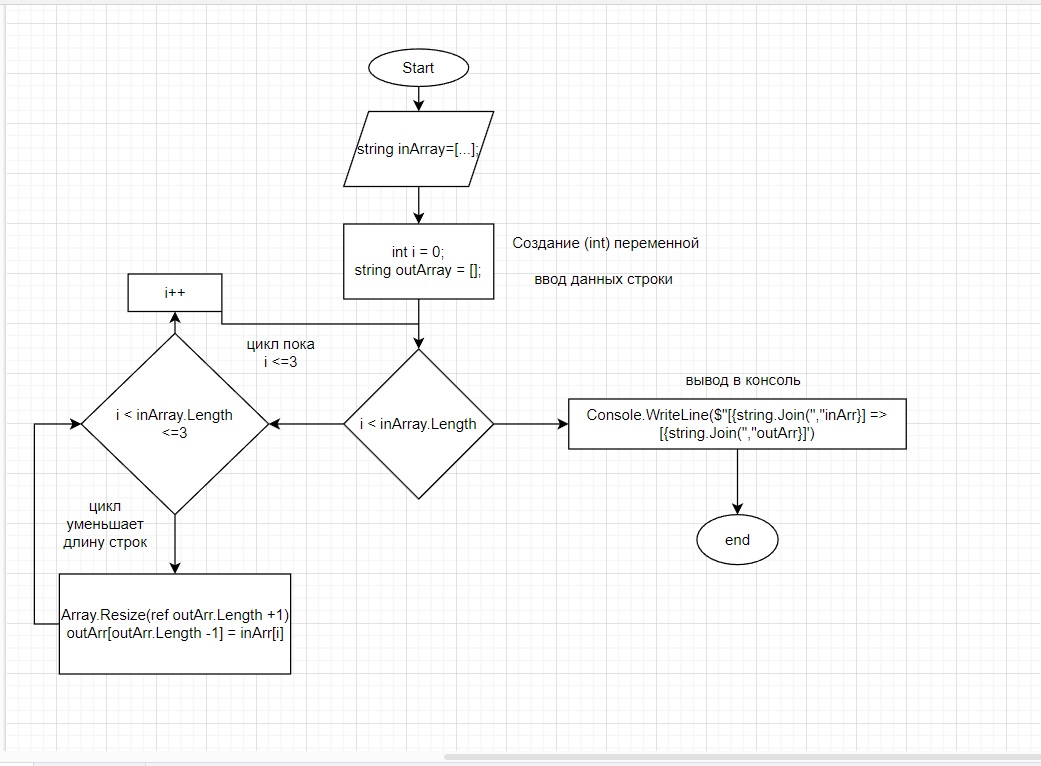 Start
string inArray=[...];
int i = 0;
string outArray = [];
Создание (int) переменной
ввод данных строки
i++
цикл пока
i <=3
i < inArray.Length
<=3
i < inArray.Length
вывод в консоль
Console.WriteLine($"[{string.Join(","inArr}] =>
[{string.Join(","outArr}]')
цикл
уменьшает
длину строк
end
Array.Resize(ref outArr.Length +1)
outArr[outArr.Length -1] = inArr[i]